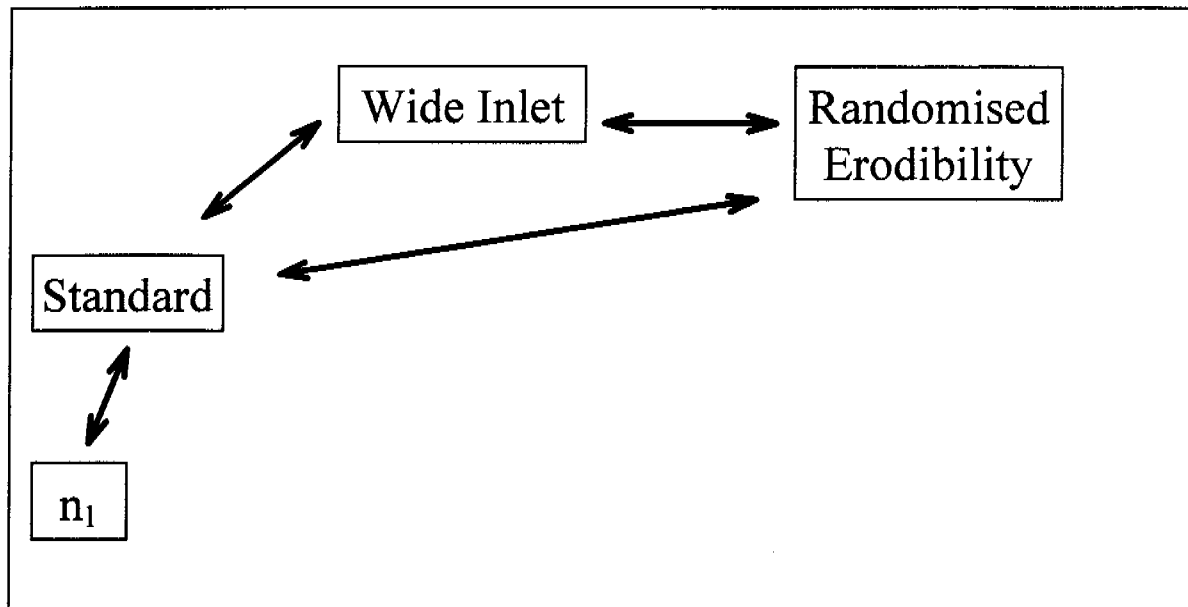 Wide Inlet
Randomised
Erodibility
Standard
n₁